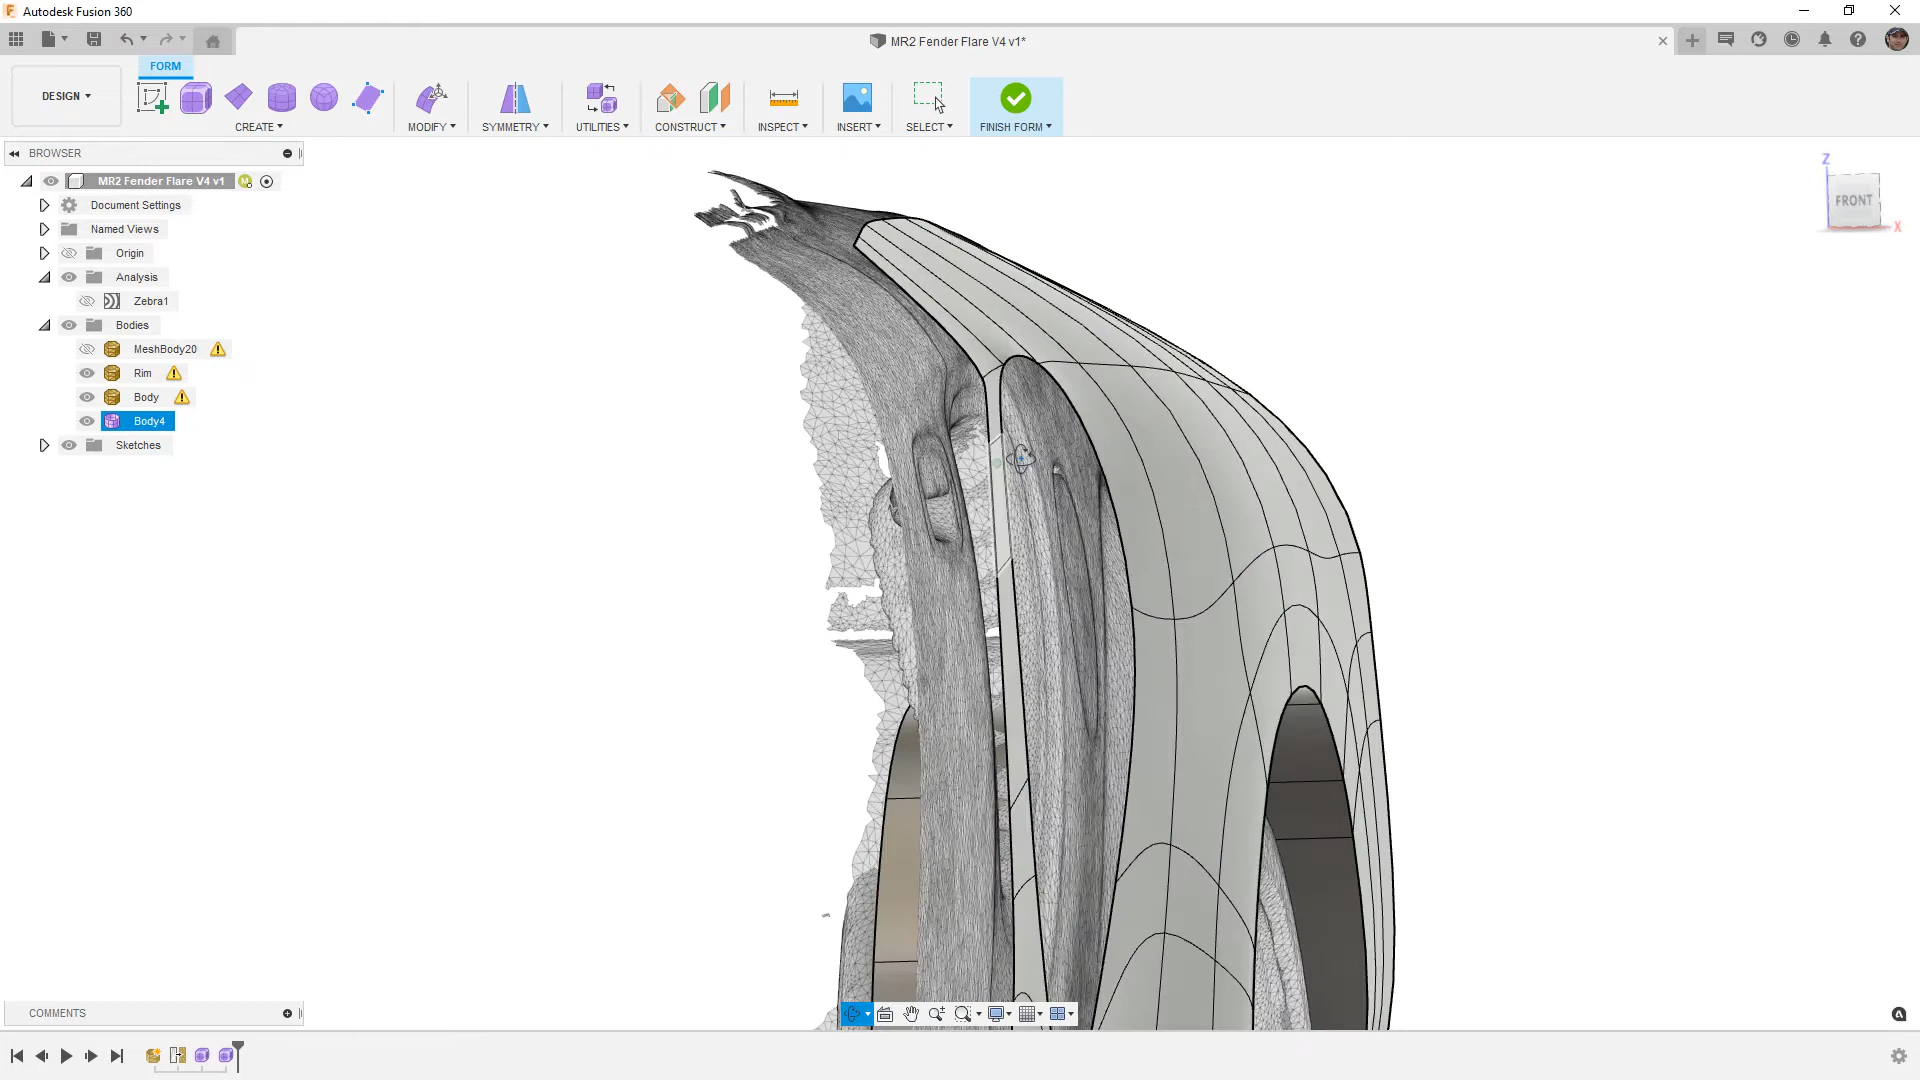 Autodesk Fusion 360
MR2 Fender Flare V4 v1*
FORM
DESIGN
CREATE
MODIFY
SYMMETRY
UTILITIES
CONSTRUCT
INSPECT
INSERT
SELECT
FINISH FORM
BROWSER
MR2 Fender Flare V4 v1
Document Settings
Named Views
Origin
Analysis
Zebra1
Bodies
MeshBody20
Rim
Body
Body4
Sketches
Z
FRONT
X
COMMENTS